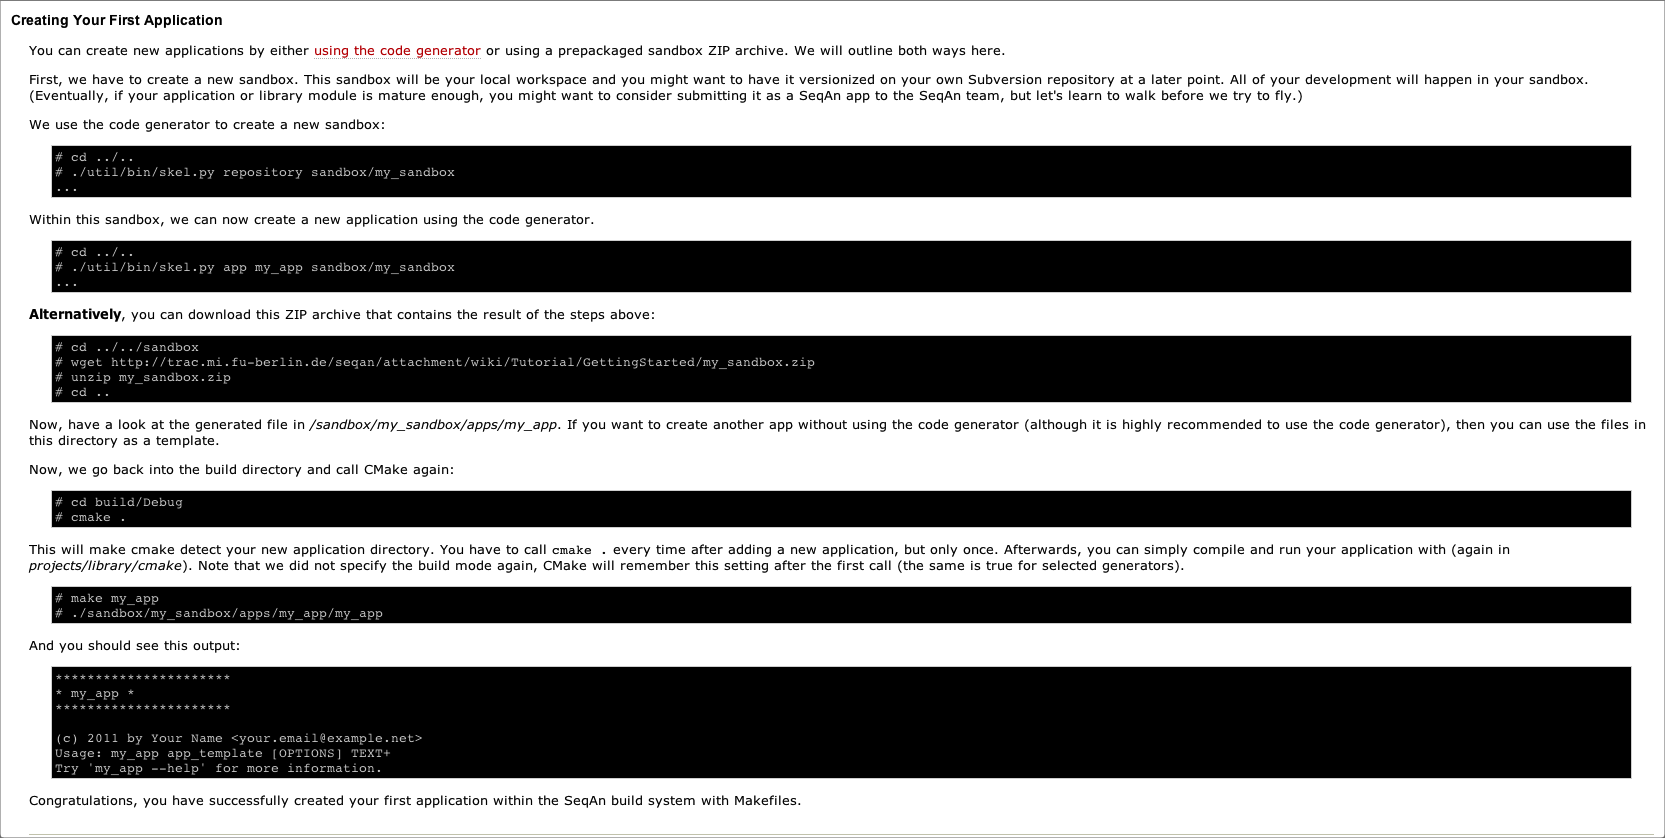 Creating Your First Application
You can create new applications by either using the code generator or using a prepackaged sandbox ZIP archive. We will outline both ways here.
First, we have to create a new sandbox. This sandbox will be your local workspace and you might want to have it versionized on your own Subversion repository at a later point. All of your development will happen in your sandbox.
(Eventually, if your application or library module is mature enough, you might want to consider submitting it as a SeqAn app to the SeqAn team, but let's learn to walk before we try to fly.)
We use the code generator to create a new sandbox:
# cd ../..
# ./util/bin/skel.py repository sandbox/my_sandbox
...
Within this sandbox, we can now create a new application using the code generator.
# cd ../..
# ./util/bin/skel.py app my_app sandbox/my_sandbox
...
Alternatively, you can download this ZIP archive that contains the result of the steps above:
# cd ../../sandbox
# wget http://trac.mi.fu-berlin.de/seqan/attachment/wiki/Tutorial/GettingStarted/my_sandbox.zip
# unzip my_sandbox.zip
# cd ..
Now, have a look at the generated file in /sandbox/my_sandbox/apps/my_app. If you want to create another app without using the code generator (although it is highly recommended to use the code generator), then you can use the files in
this directory as a template.
Now, we go back into the build directory and call CMake again:
# cd build/Debug
# cmake .
This will make cmake detect your new application directory. You have to call cmake . every time after adding a new application, but only once. Afterwards, you can simply compile and run your application with (again in
projects/library/cmake). Note that we did not specify the build mode again, CMake will remember this setting after the first call (the same is true for selected generators).
# make my_app
# ./sandbox/my_sandbox/apps/my_app/my_app
And you should see this output:
**********************
* my_app *
**********************
(c) 2011 by Your Name <your.email@example.net>
Usage: my_app app_template [OPTIONS] TEXT+
Try 'my_app --help' for more information.
Congratulations, you have successfully created your first application within the SeqAn build system with Makefiles.